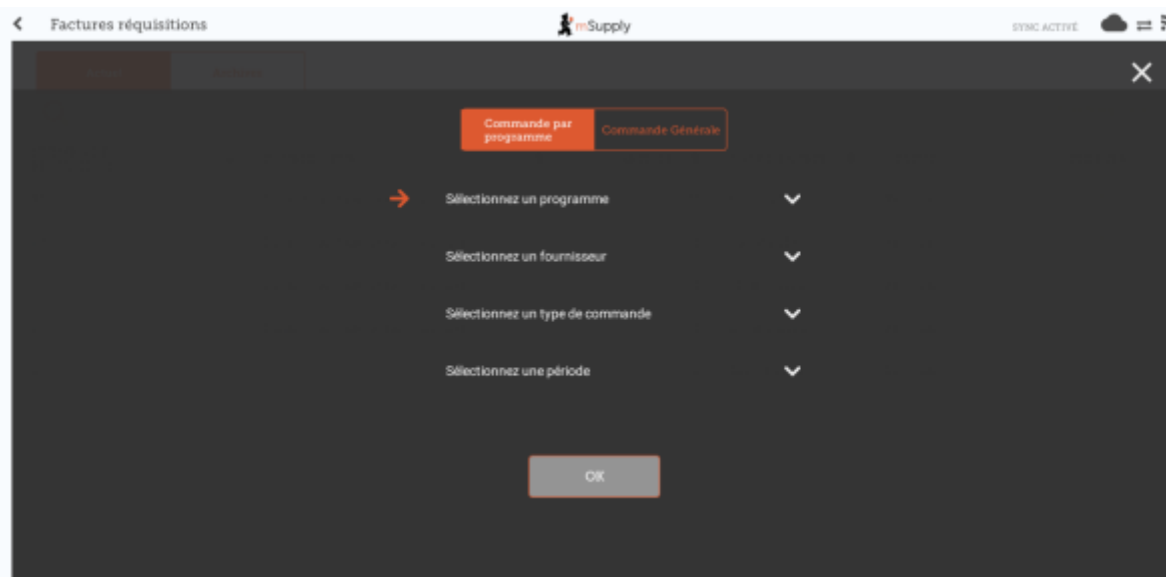 Factures réquisitions
mSupply
SYNC ACTIVÉ
Commande par
programme
Commande Générale
Sélectionnez un programme
Sélectionnez un fournisseur
Sélectionnez un type de commande
Sélectionnez une période
OK